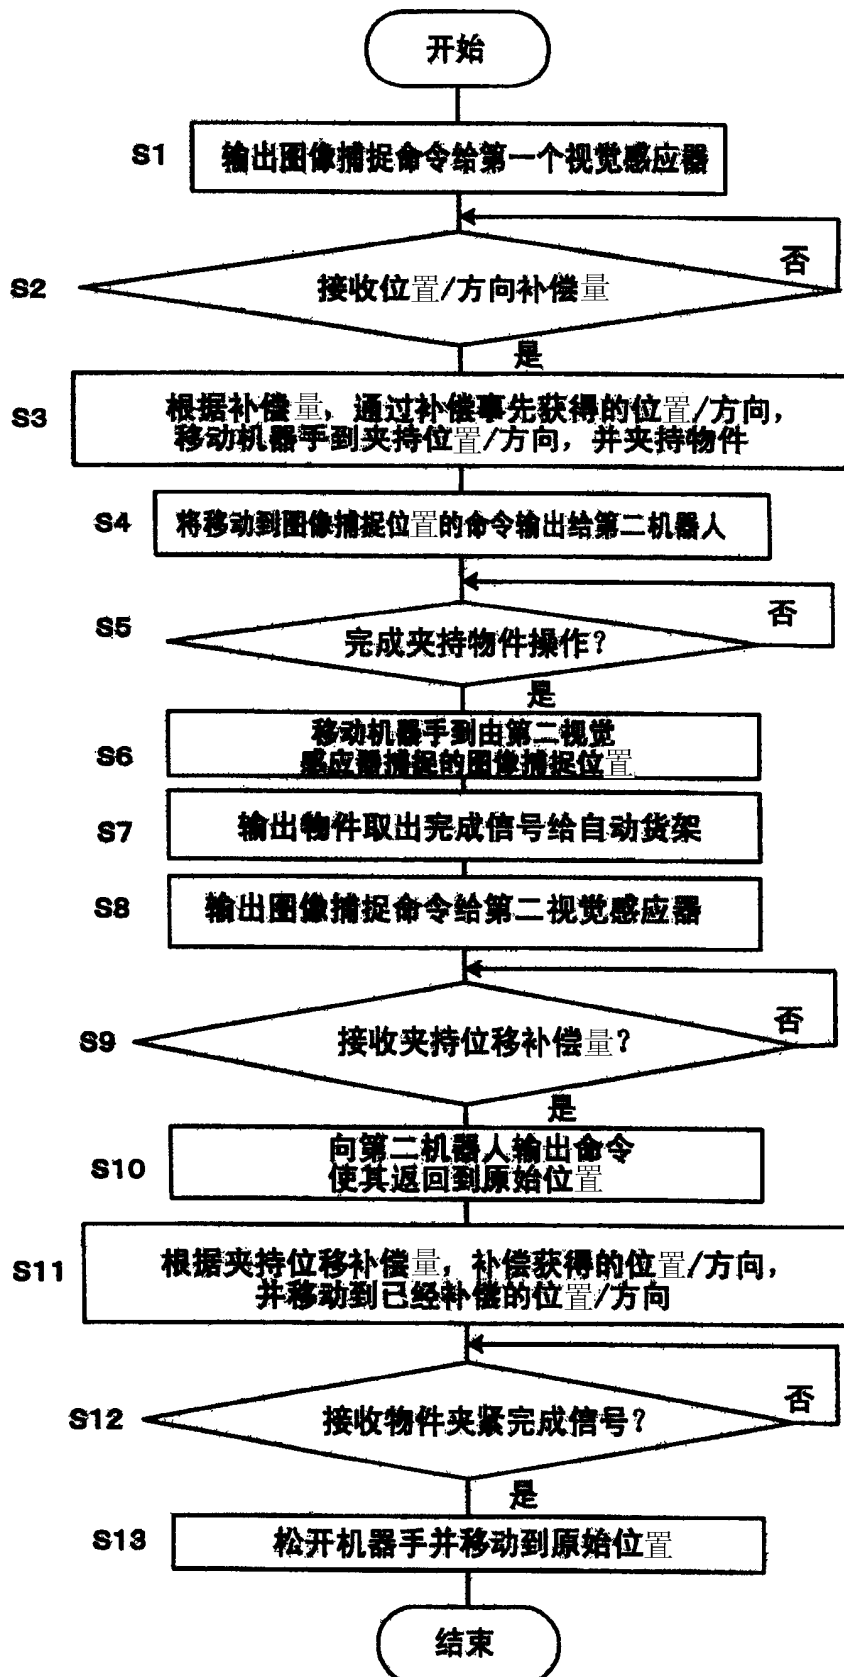 开始
S1
输出图像捕捉命令给第一个视觉感应器
否
S2
接收位置/方向补偿量
是
S3
根据补偿量，通过补偿事先获得的位置/方向，
移动机器手到夹持位置/方向，并夹持物件
S4
将移动到图像捕捉位置的命令输出给第二机器人
否
S5
完成夹持物件操作？
是
S6
移动机器手到由第二视觉
感应器捕捉的图像捕捉位置
S7
输出物件取出完成信号给自动货架
S8
输出图像捕捉命令给第二视觉感应器
否
S9
接收夹持位移补偿量？
是
S10
向第二机器人输出命令
使其返回到原始位置
S11
根据夹持位移补偿量，补偿获得的位置/方向，
并移动到已经补偿的位置/方向
否
S12
接收物件夹紧完成信号？
是
S13
松开机器手并移动到原始位置
结束